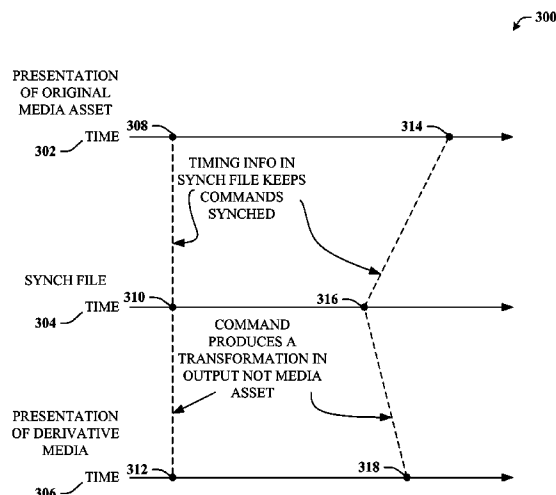 300
PRESENTATION
OF ORIGINAL
MEDIA ASSET
308
314
302
TIME
TIMING INFO IN
SYNCH FILE KEEPS
COMMANDS
SYNCHED
SYNCH FILE
310
316
304
TIME
COMMAND
PRODUCES A
TRANSFORMATION IN
OUTPUT NOT MEDIA
ASSET
PRESENTATION
OF DERIVATIVE
MEDIA
312
318
TIME
306